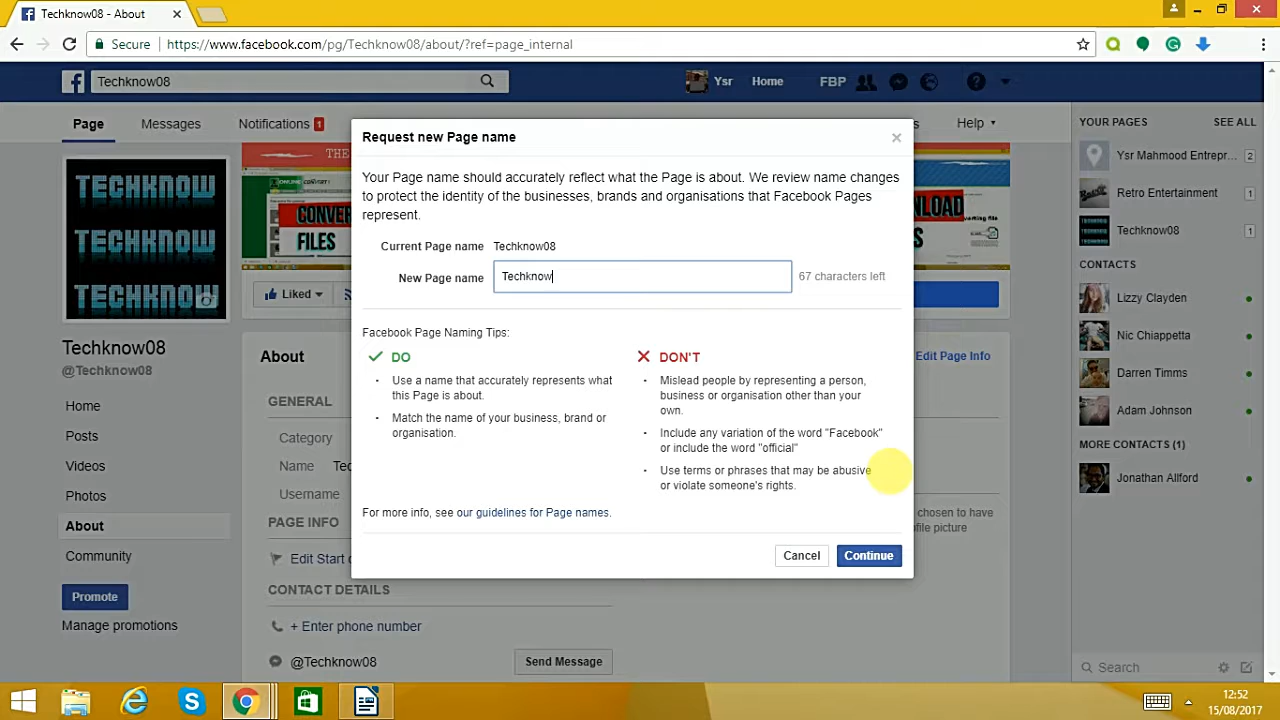 Techknow08 - About
Secure https://www.facebook.com/pg/Techknow08/about/?ref=page_internal
Techknow08
Ysr Home FBP
Page Messages Notifications 1 Help
YOUR PAGES SEE ALL
Ysr Mahmood Entrepr... 2
Retro Entertainment 1
Techknow08 1
CONTACTS
Lizzy Clayden
Nic Chiappetta
Darren Timms
Adam Johnson
MORE CONTACTS (1)
Jonathan Allford
Search
TECHKNOW
TECHKNOW
TECHKNOW
THE
FILES
Liked
Techknow08
@Techknow08
Home
Posts
Videos
Photos
About
Community
Promote
Manage promotions
About
Edit Page Info
GENERAL
Category
Name
Username
PAGE INFO
CONTACT DETAILS
+ Enter phone number
@Techknow08
Send Message
Request new Page name
Your Page name should accurately reflect what the Page is about. We review name changes
to protect the identity of the businesses, brands and organisations that Facebook Pages
represent.
Current Page name Techknow08
New Page name Techknow 67 characters left
Facebook Page Naming Tips:
DO
· Use a name that accurately represents what
this Page is about.
· Match the name of your business, brand or
organisation.
DON'T
· Mislead people by representing a person,
business or organisation other than your
own.
· Include any variation of the word "Facebook"
or include the word "official"
· Use terms or phrases that may be abusive
or violate someone's rights.
For more info, see our guidelines for Page names.
Cancel Continue
chosen to have
picture
12:52
15/08/2017